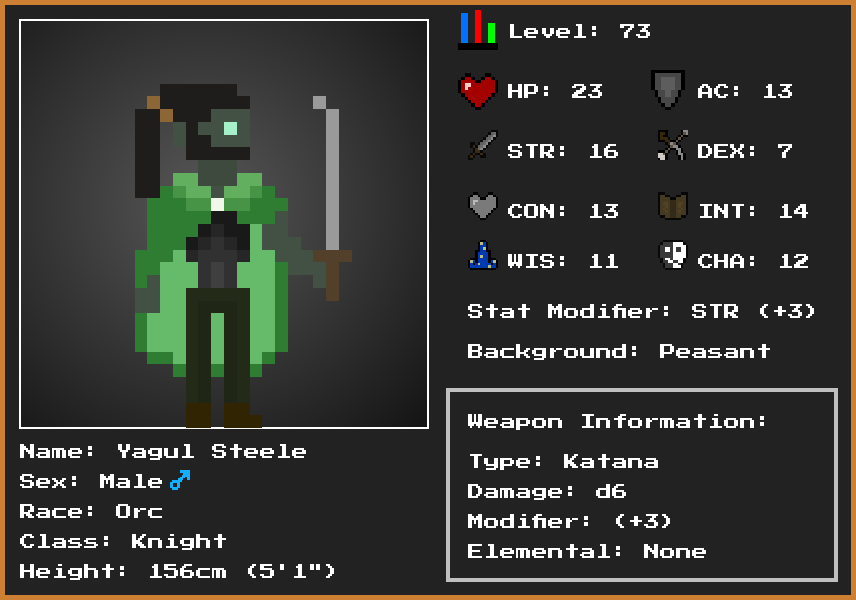 Level: 73
HP: 23
AC: 13
STR: 16
DEX: 7
CON: 13
INT: 14
WIS: 11
CHA: 12
Stat Modifier: STR (+3)
Background: Peasant
Weapon Information:
Type: Katana
Damage: d6
Modifier: (+3)
Elemental: None
Name: Yagul Steele
Sex: Male ♂
Race: Orc
Class: Knight
Height: 156cm (5'1")